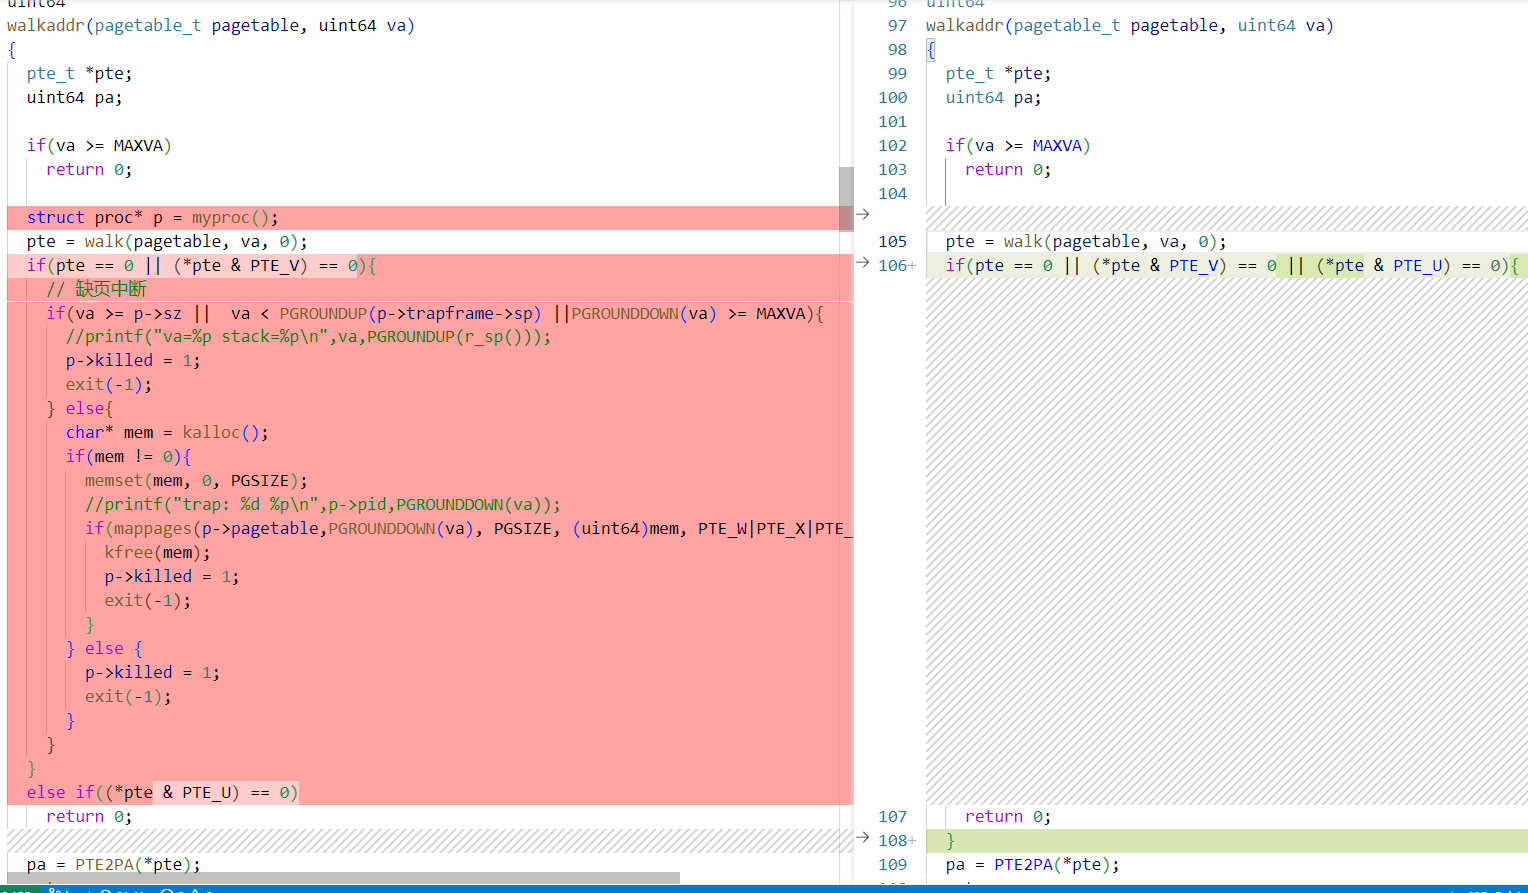 walkaddr(pagetable_t pagetable, uint64 va)
{
pte_t *pte;
uint64 pa;
if(va >= MAXVA)
return 0;
struct proc* p = myproc();
pte = walk(pagetable, va, 0);
if(pte == 0 || (*pte & PTE_V) == 0){
// 缺页中断
if(va >= p->sz || va < PGROUNDUP(p->trapframe->sp) ||PGROUNDDOWN(va) >= MAXVA){
//printf("va=%p stack=%p\n",va,PGROUNDUP(r_sp()));
p->killed = 1;
exit(-1);
} else{
char* mem = kalloc();
if(mem != 0){
memset(mem, 0, PGSIZE);
//printf("trap: %d %p\n",p->pid,PGROUNDDOWN(va));
if(mappages(p->pagetable,PGROUNDDOWN(va), PGSIZE, (uint64)mem, PTE_W|PTE_X|PTE_
kfree(mem);
p->killed = 1;
exit(-1);
}
} else {
p->killed = 1;
exit(-1);
}
}
}
else if((*pte & PTE_U) == 0)
return 0;
pa = PTE2PA(*pte);
96 uint64
97 walkaddr(pagetable_t pagetable, uint64 va)
98 {
99 pte_t *pte;
100 uint64 pa;
101
102 if(va >= MAXVA)
103 return 0;
104
105 pte = walk(pagetable, va, 0);
106+ if(pte == 0 || (*pte & PTE_V) == 0 || (*pte & PTE_U) == 0){
107 return 0;
108+ }
109 pa = PTE2PA(*pte);